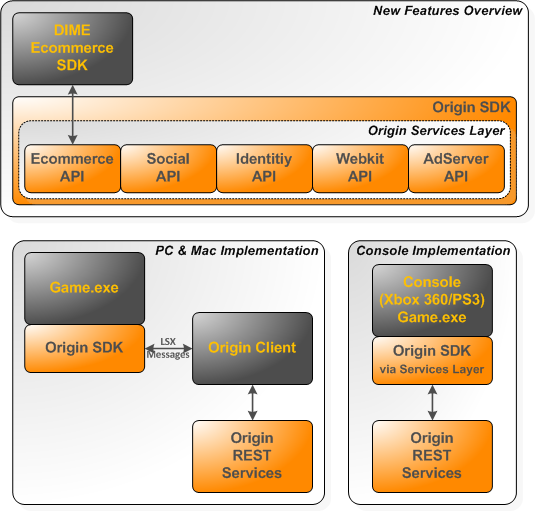 New Features Overview
DIME
Ecommerce
SDK
Origin SDK
Origin Services Layer
Ecommerce
API
Social
API
Identitiy
API
Webkit
API
AdServer
API
PC & Mac Implementation
Game.exe
Origin SDK
LSX
Messages
Origin Client
Origin
REST
Services
Console Implementation
Console
(Xbox 360/PS3)
Game.exe
Origin SDK
via Services Layer
Origin
REST
Services